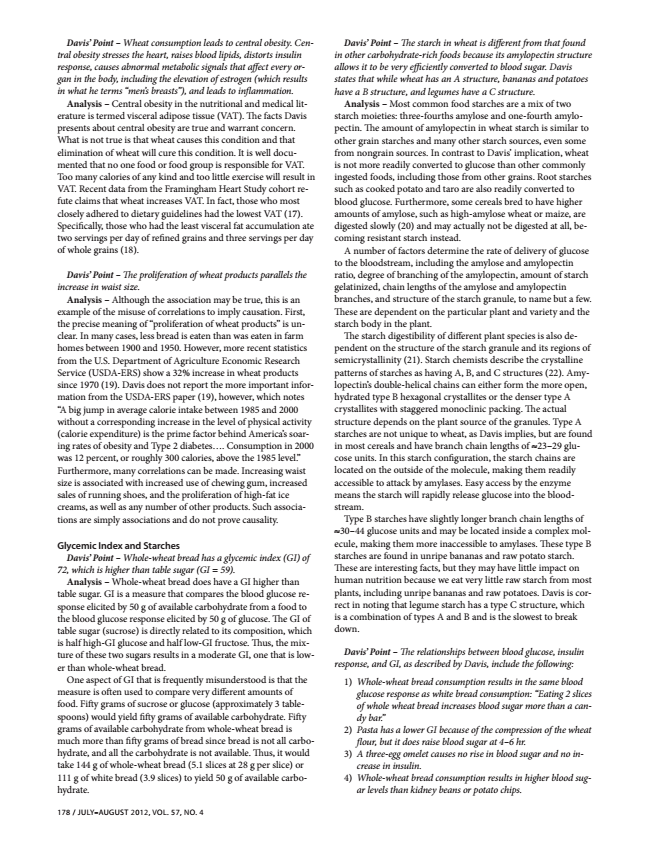 Davis' Point – Wheat consumption leads to central obesity. Cen-
tral obesity stresses the heart, raises blood lipids, distorts insulin
response, causes abnormal metabolic signals that affect every or-
gan in the body, including the elevation of estrogen (which results
in what he terms “men's breasts”), and leads to inflammation.
Analysis – Central obesity in the nutritional and medical lit-
erature is termed visceral adipose tissue (VAT). The facts Davis
presents about central obesity are true and warrant concern.
What is not true is that wheat causes this condition and that
elimination of wheat will cure this condition. It is well docu-
mented that no one food or food group is responsible for VAT.
Too many calories of any kind and too little exercise will result in
VAT. Recent data from the Framingham Heart Study cohort re-
fute claims that wheat increases VAT. In fact, those who most
closely adhered to dietary guidelines had the lowest VAT (17).
Specifically, those who had the least visceral fat accumulation ate
two servings per day of refined grains and three servings per day
of whole grains (18).
Davis' Point – The proliferation of wheat products parallels the
increase in waist size.
Analysis – Although the association may be true, this is an
example of the misuse of correlations to imply causation. First,
the precise meaning of “proliferation of wheat products” is un-
clear. In many cases, less bread is eaten than was eaten in farm
homes between 1900 and 1950. However, more recent statistics
from the U.S. Department of Agriculture Economic Research
Service (USDA-ERS) show a 32% increase in wheat products
since 1970 (19). Davis does not report the more important infor-
mation from the USDA-ERS paper (19), however, which notes
“A big jump in average calorie intake between 1985 and 2000
without a corresponding increase in the level of physical activity
(calorie expenditure) is the prime factor behind America's soar-
ing rates of obesity and Type 2 diabetes…. Consumption in 2000
was 12 percent, or roughly 300 calories, above the 1985 level.”
Furthermore, many correlations can be made. Increasing waist
size is associated with increased use of chewing gum, increased
sales of running shoes, and the proliferation of high-fat ice
creams, as well as any number of other products. Such associa-
tions are simply associations and do not prove causality.
Glycemic Index and Starches
Davis' Point – Whole-wheat bread has a glycemic index (GI) of
72, which is higher than table sugar (GI = 59).
Analysis – Whole-wheat bread does have a GI higher than
table sugar. GI is a measure that compares the blood glucose re-
sponse elicited by 50 g of available carbohydrate from a food to
the blood glucose response elicited by 50 g of glucose. The GI of
table sugar (sucrose) is directly related to its composition, which
is half high-GI glucose and half low-GI fructose. Thus, the mix-
ture of these two sugars results in a moderate GI, one that is low-
er than whole-wheat bread.
One aspect of GI that is frequently misunderstood is that the
measure is often used to compare very different amounts of
food. Fifty grams of sucrose or glucose (approximately 3 table-
spoons) would yield fifty grams of available carbohydrate. Fifty
grams of available carbohydrate from whole-wheat bread is
much more than fifty grams of bread since bread is not all carbo-
hydrate, and all the carbohydrate is not available. Thus, it would
take 144 g of whole-wheat bread (5.1 slices at 28 g per slice) or
111 g of white bread (3.9 slices) to yield 50 g of available carbo-
hydrate.
Davis' Point – The starch in wheat is different from that found
in other carbohydrate-rich foods because its amylopectin structure
allows it to be very efficiently converted to blood sugar. Davis
states that while wheat has an A structure, bananas and potatoes
have a B structure, and legumes have a C structure.
Analysis – Most common food starches are a mix of two
starch moieties: three-fourths amylose and one-fourth amylo-
pectin. The amount of amylopectin in wheat starch is similar to
other grain starches and many other starch sources, even some
from nongrain sources. In contrast to Davis' implication, wheat
is not more readily converted to glucose than other commonly
ingested foods, including those from other grains. Root starches
such as cooked potato and taro are also readily converted to
blood glucose. Furthermore, some cereals bred to have higher
amounts of amylose, such as high-amylose wheat or maize, are
digested slowly (20) and may actually not be digested at all, be-
coming resistant starch instead.
A number of factors determine the rate of delivery of glucose
to the bloodstream, including the amylose and amylopectin
ratio, degree of branching of the amylopectin, amount of starch
gelatinized, chain lengths of the amylose and amylopectin
branches, and structure of the starch granule, to name but a few.
These are dependent on the particular plant and variety and the
starch body in the plant.
The starch digestibility of different plant species is also de-
pendent on the structure of the starch granule and its regions of
semicrystallinity (21). Starch chemists describe the crystalline
patterns of starches as having A, B, and C structures (22). Amy-
lopectin's double-helical chains can either form the more open,
hydrated type B hexagonal crystallites or the denser type A
crystallites with staggered monoclinic packing. The actual
structure depends on the plant source of the granules. Type A
starches are not unique to wheat, as Davis implies, but are found
in most cereals and have branch chain lengths of ≈23–29 glu-
cose units. In this starch configuration, the starch chains are
located on the outside of the molecule, making them readily
accessible to attack by amylases. Easy access by the enzyme
means the starch will rapidly release glucose into the blood-
stream.
Type B starches have slightly longer branch chain lengths of
≈30–44 glucose units and may be located inside a complex mol-
ecule, making them more inaccessible to amylases. These type B
starches are found in unripe bananas and raw potato starch.
These are interesting facts, but they may have little impact on
human nutrition because we eat very little raw starch from most
plants, including unripe bananas and raw potatoes. Davis is cor-
rect in noting that legume starch has a type C structure, which
is a combination of types A and B and is the slowest to break
down.
Davis' Point – The relationships between blood glucose, insulin
response, and GI, as described by Davis, include the following:
1) Whole-wheat bread consumption results in the same blood
glucose response as white bread consumption: “Eating 2 slices
of whole wheat bread increases blood sugar more than a can-
dy bar.”
2) Pasta has a lower GI because of the compression of the wheat
flour, but it does raise blood sugar at 4–6 hr.
3) A three-egg omelet causes no rise in blood sugar and no in-
crease in insulin.
4) Whole-wheat bread consumption results in higher blood sug-
ar levels than kidney beans or potato chips.
178 / JULY–AUGUST 2012, VOL. 57, NO. 4